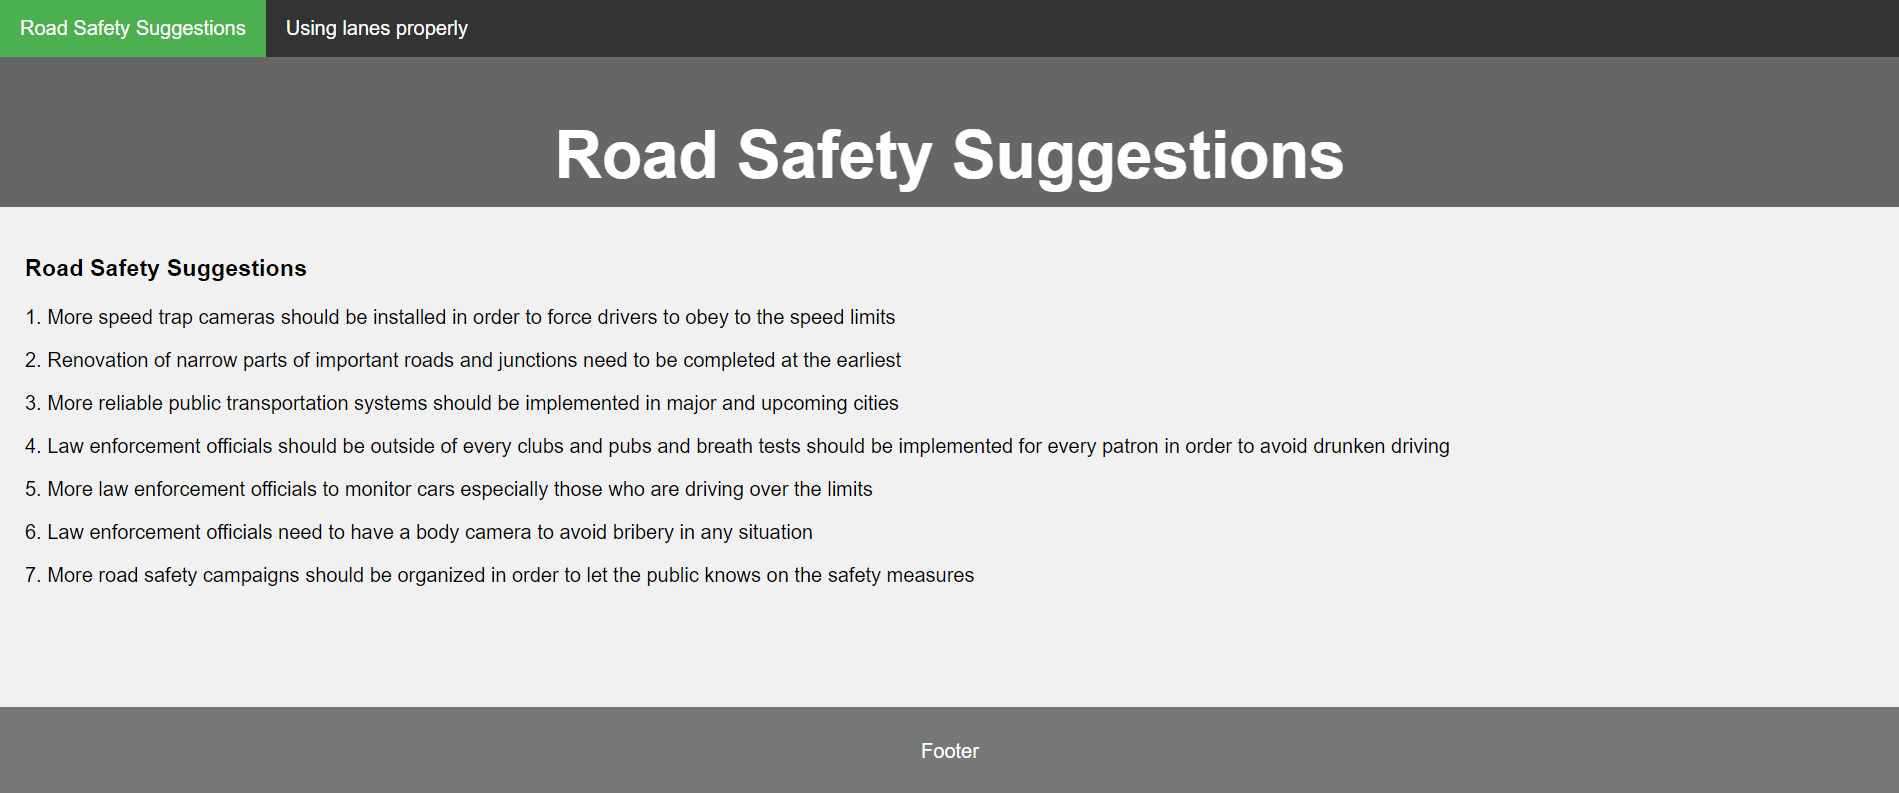 Road Safety Suggestions Using lanes properly
Road Safety Suggestions
Road Safety Suggestions
1. More speed trap cameras should be installed in order to force drivers to obey to the speed limits
2. Renovation of narrow parts of important roads and junctions need to be completed at the earliest
3. More reliable public transportation systems should be implemented in major and upcoming cities
4. Law enforcement officials should be outside of every clubs and pubs and breath tests should be implemented for every patron in order to avoid drunken driving
5. More law enforcement officials to monitor cars especially those who are driving over the limits
6. Law enforcement officials need to have a body camera to avoid bribery in any situation
7. More road safety campaigns should be organized in order to let the public knows on the safety measures
Footer